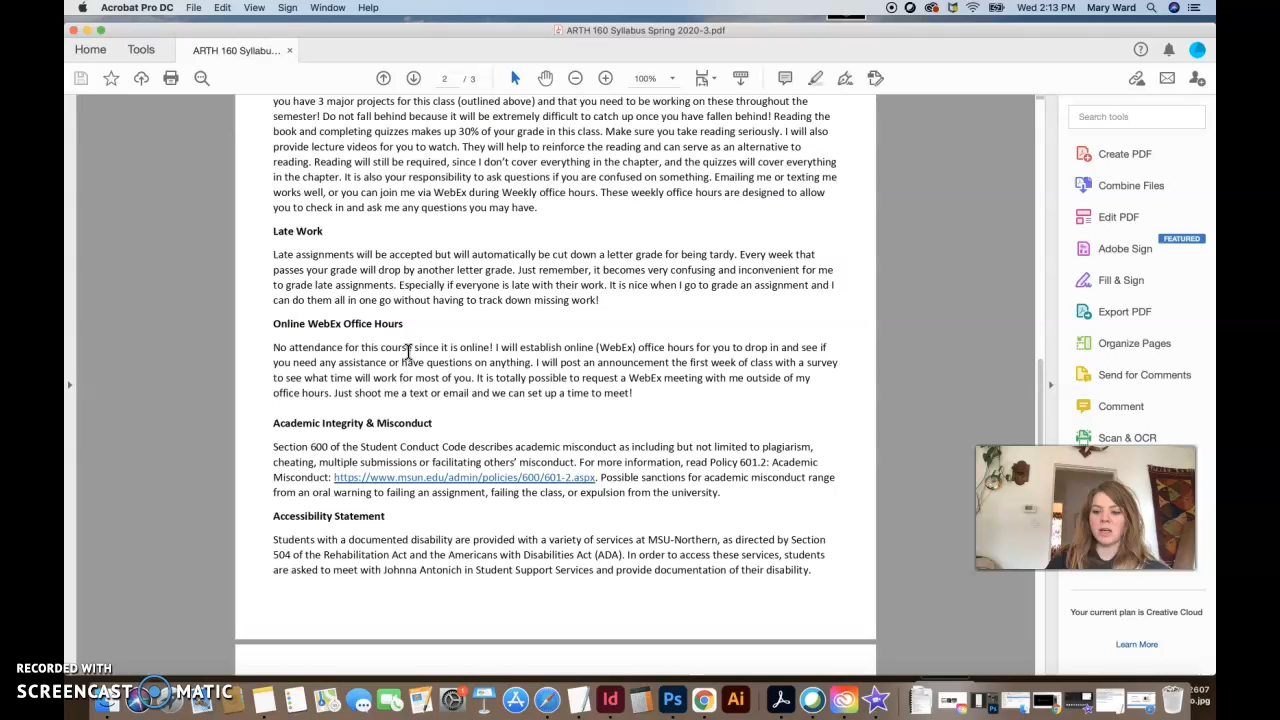 Acrobat Pro DC File Edit View Sign Window Help Wed 2:13 PM Mary Ward
ARTH 160 Syllabus Spring 2020-3.pdf
Home Tools ARTH 160 Syllabu... ×
2 / 3 100%
you have 3 major projects for this class (outlined above) and that you need to be working on these throughout the
semester! Do not fall behind because it will be extremely difficult to catch up once you have fallen behind! Reading the
book and completing quizzes makes up 30% of your grade in this class. Make sure you take reading seriously. I will also
provide lecture videos for you to watch. They will help to reinforce the reading and can serve as an alternative to
reading. Reading will still be required, since I don't cover everything in the chapter, and the quizzes will cover everything
in the chapter. It is also your responsibility to ask questions if you are confused on something. Emailing me or texting me
works well, or you can join me via WebEx during Weekly office hours. These weekly office hours are designed to allow
you to check in and ask me any questions you may have.
Late Work
Late assignments will be accepted but will automatically be cut down a letter grade for being tardy. Every week that
passes your grade will drop by another letter grade. Just remember, it becomes very confusing and inconvenient for me
to grade late assignments. Especially if everyone is late with their work. It is nice when I go to grade an assignment and I
can do them all in one go without having to track down missing work!
Online WebEx Office Hours
No attendance for this course since it is online! I will establish online (WebEx) office hours for you to drop in and see if
you need any assistance or have questions on anything. I will post an announcement the first week of class with a survey
to see what time will work for most of you. It is totally possible to request a WebEx meeting with me outside of my
office hours. Just shoot me a text or email and we can set up a time to meet!
Academic Integrity & Misconduct
Section 600 of the Student Conduct Code describes academic misconduct as including but not limited to plagiarism,
cheating, multiple submissions or facilitating others' misconduct. For more information, read Policy 601.2: Academic
Misconduct: https://www.msun.edu/admin/policies/600/601-2.aspx. Possible sanctions for academic misconduct range
from an oral warning to failing an assignment, failing the class, or expulsion from the university.
Accessibility Statement
Students with a documented disability are provided with a variety of services at MSU-Northern, as directed by Section
504 of the Rehabilitation Act and the Americans with Disabilities Act (ADA). In order to access these services, students
are asked to meet with Johnna Antonich in Student Support Services and provide documentation of their disability.
Search tools
Create PDF
Combine Files
Edit PDF
FEATURED
Adobe Sign
Fill & Sign
Export PDF
Organize Pages
Send for Comments
Comment
Scan & OCR
Your current plan is Creative Cloud
Learn More
RECORDED WITH
SCREENCAST MATIC
Id Ps Ai
2607
o.jpg